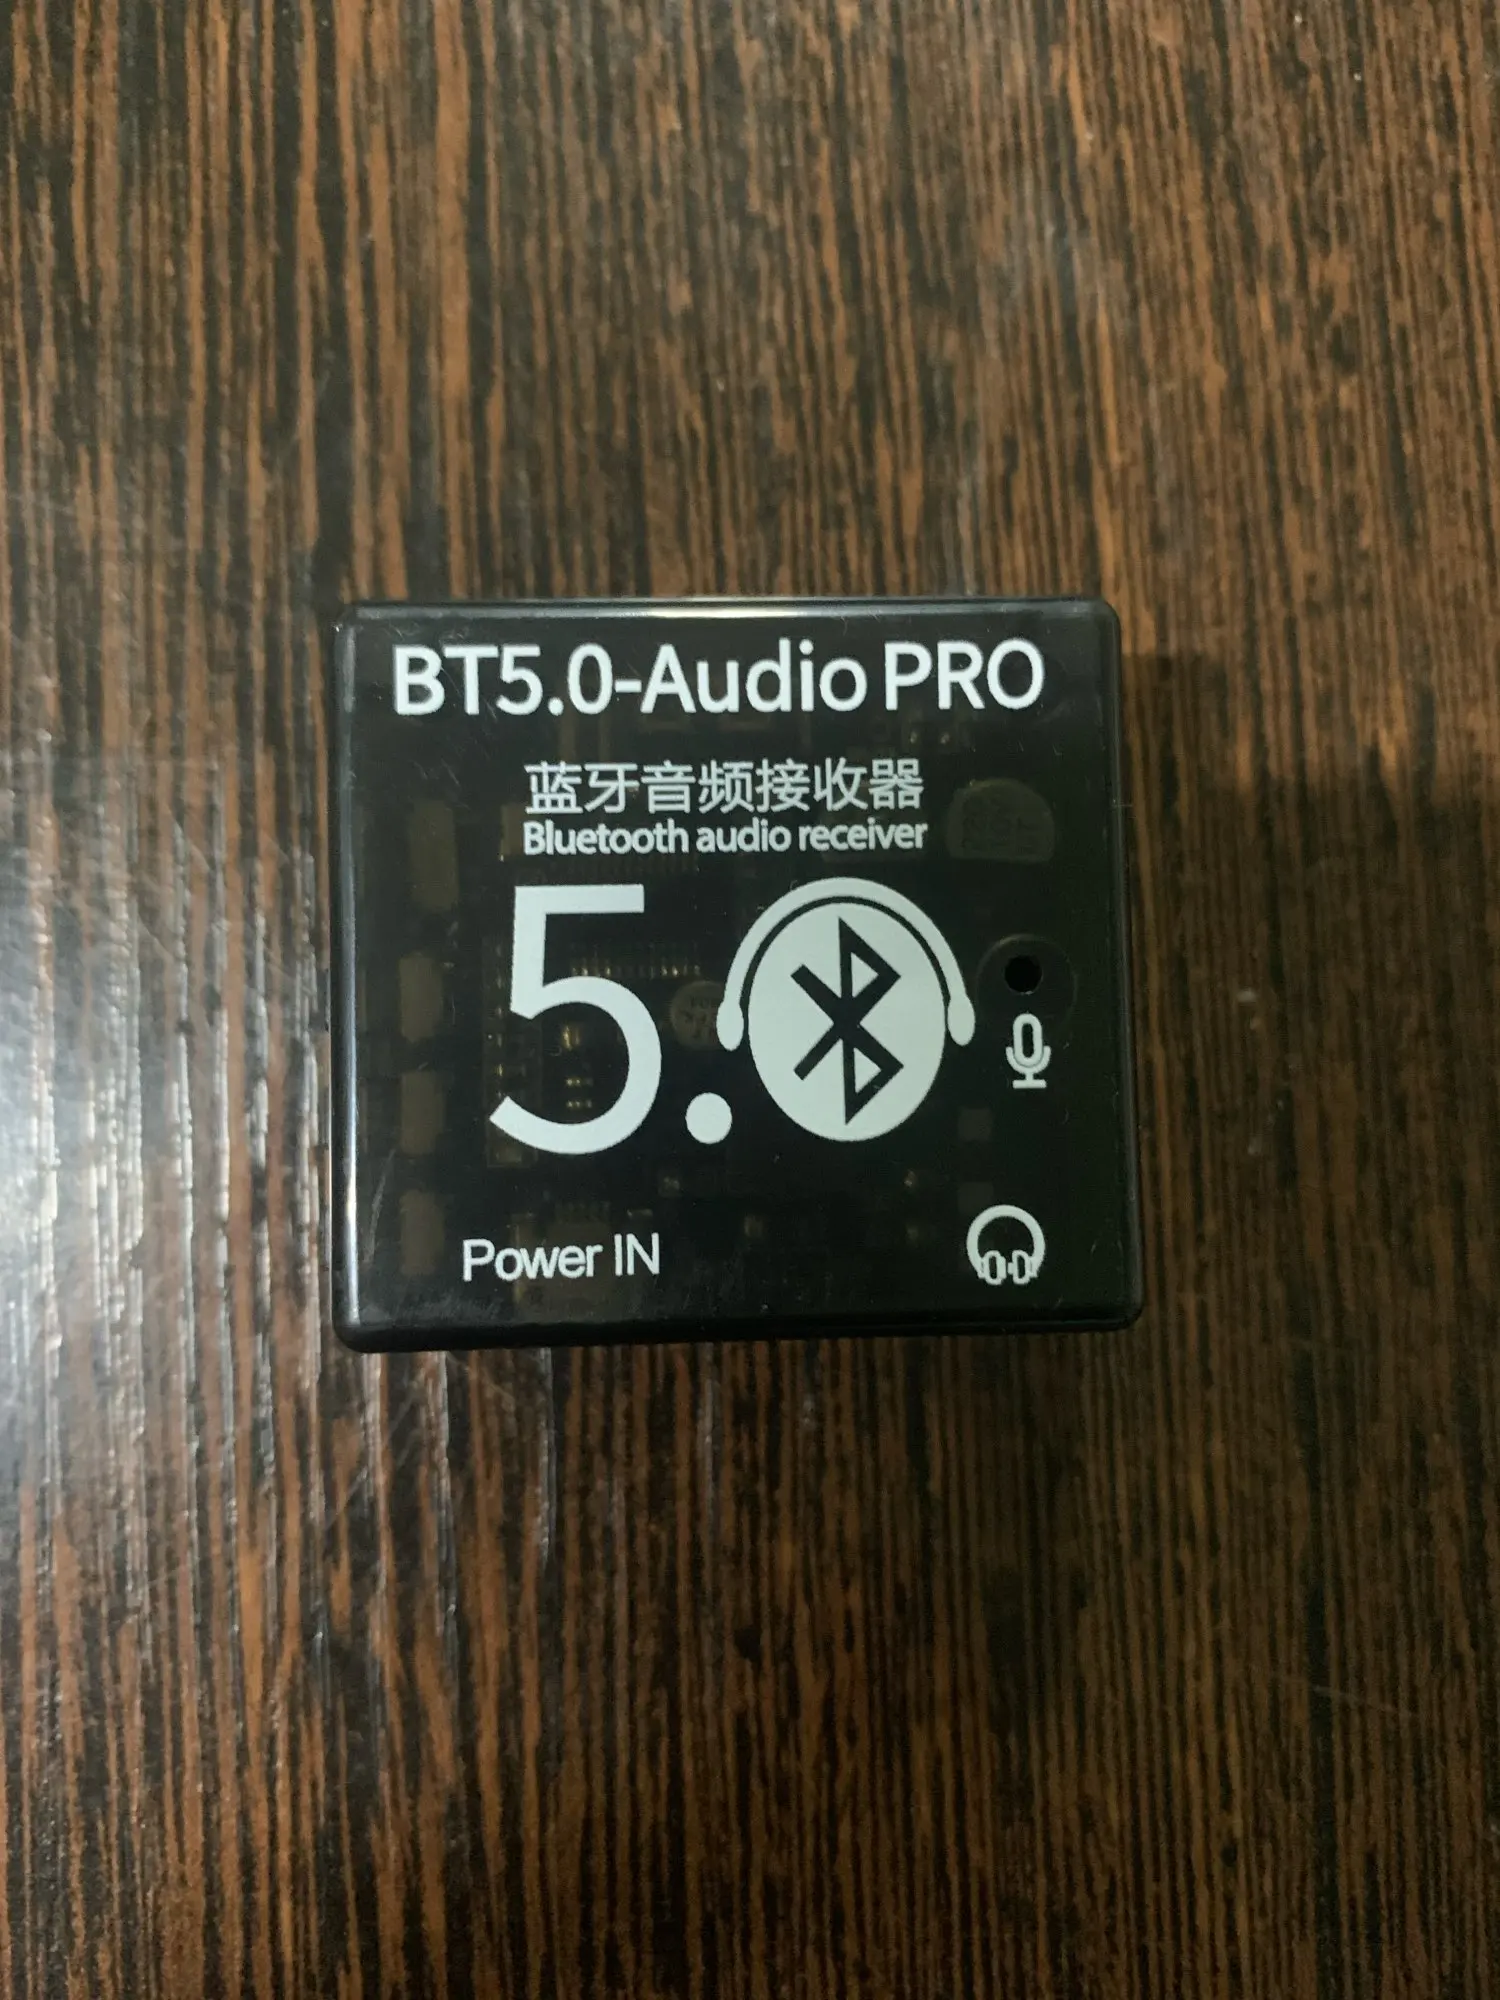 BT5.0-Audio PRO
蓝牙音频接收器
Bluetooth audio receiver
5.0
Power IN